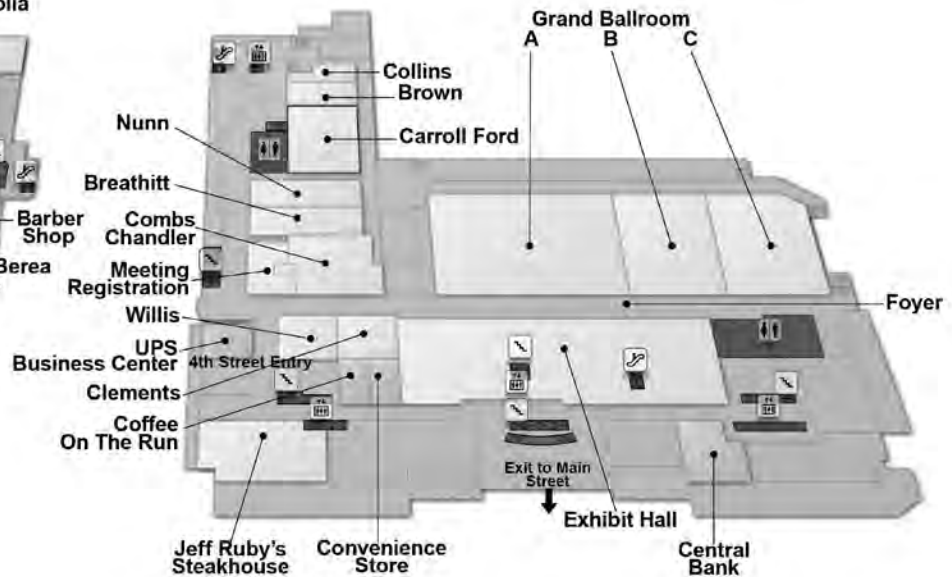 Grand Ballroom
A B C
Collins
Brown
Nunn
Carroll Ford
Breathitt
Barber
Shop
Combs
Chandler
Berea
Meeting
Registration
Foyer
Willis
UPS
Business Center
4th Street Entry
Clements
Coffee
On The Run
Exit to Main
Street
Exhibit Hall
Jeff Ruby's
Steakhouse
Convenience
Store
Central
Bank